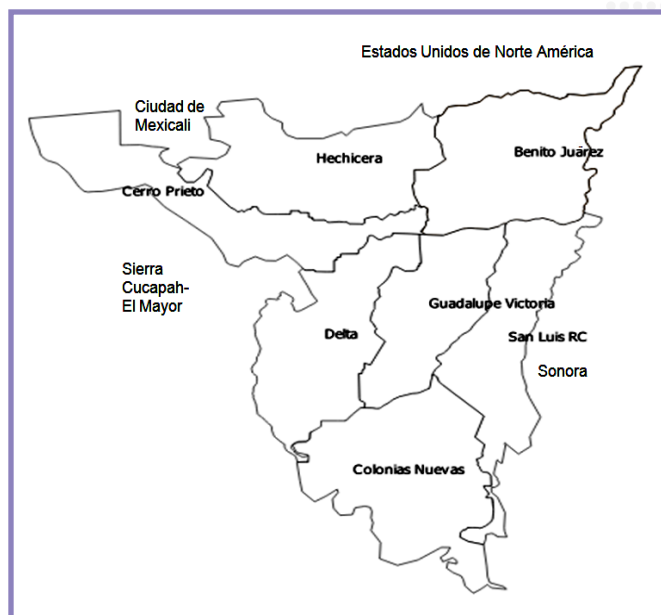 Estados Unidos de Norte América
Ciudad de
Mexicali
Hechicera
Benito Juárez
Cerro Prieto
Sierra
Cucapah-
El Mayor
Guadalupe Victoria
Delta
San Luis RC
Sonora
Colonias Nuevas